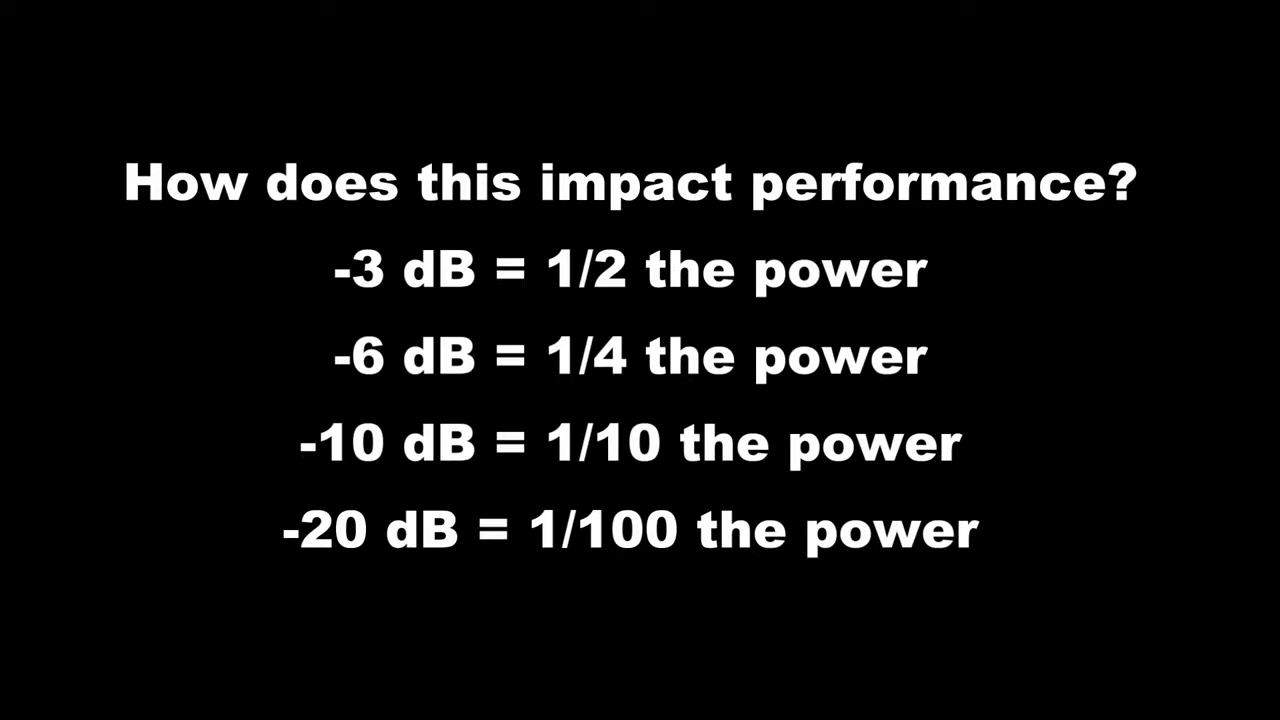 How does this impact performance?
-3 dB = 1/2 the power
-6 dB = 1/4 the power
-10 dB = 1/10 the power
-20 dB = 1/100 the power